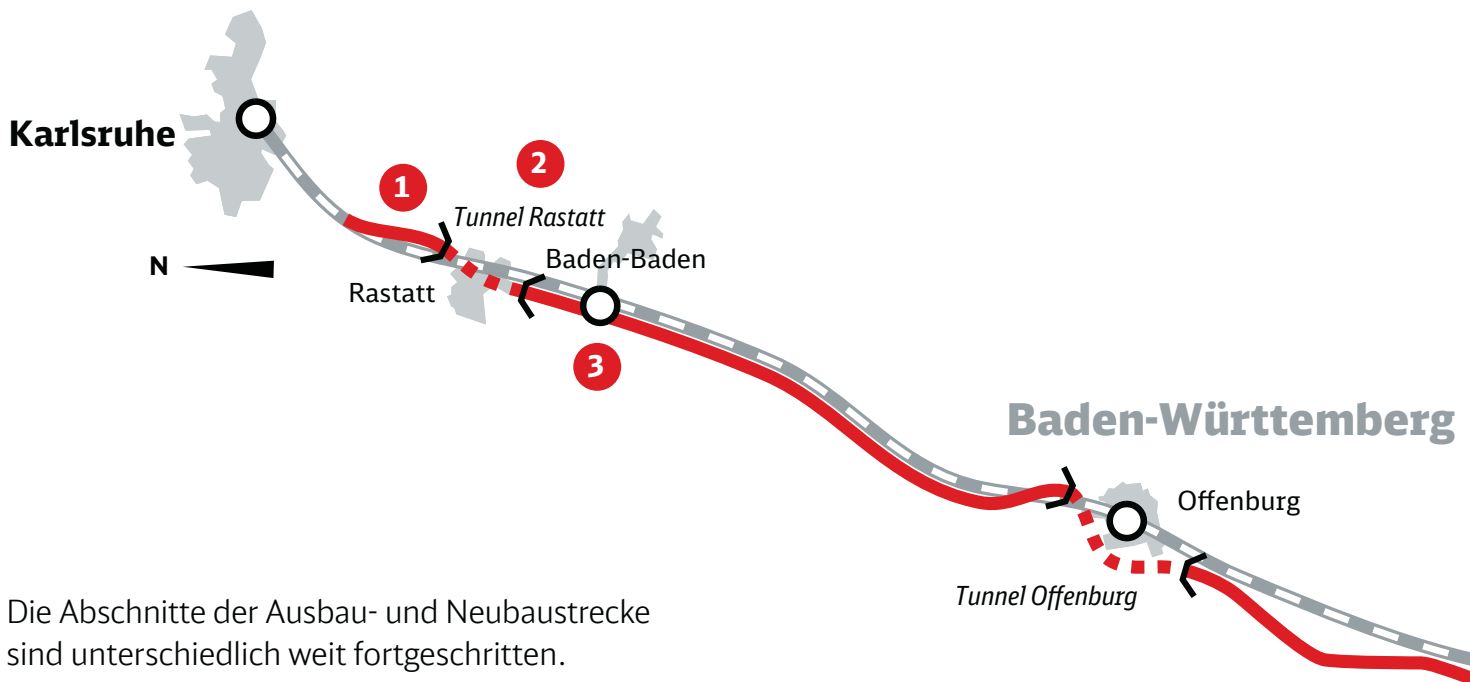 Karlsruhe
1
2
Tunnel Rastatt
N
Baden-Baden
Rastatt
3
Baden-Württemberg
Offenburg
Tunnel Offenburg
Die Abschnitte der Ausbau- und Neubaustrecke
sind unterschiedlich weit fortgeschritten.